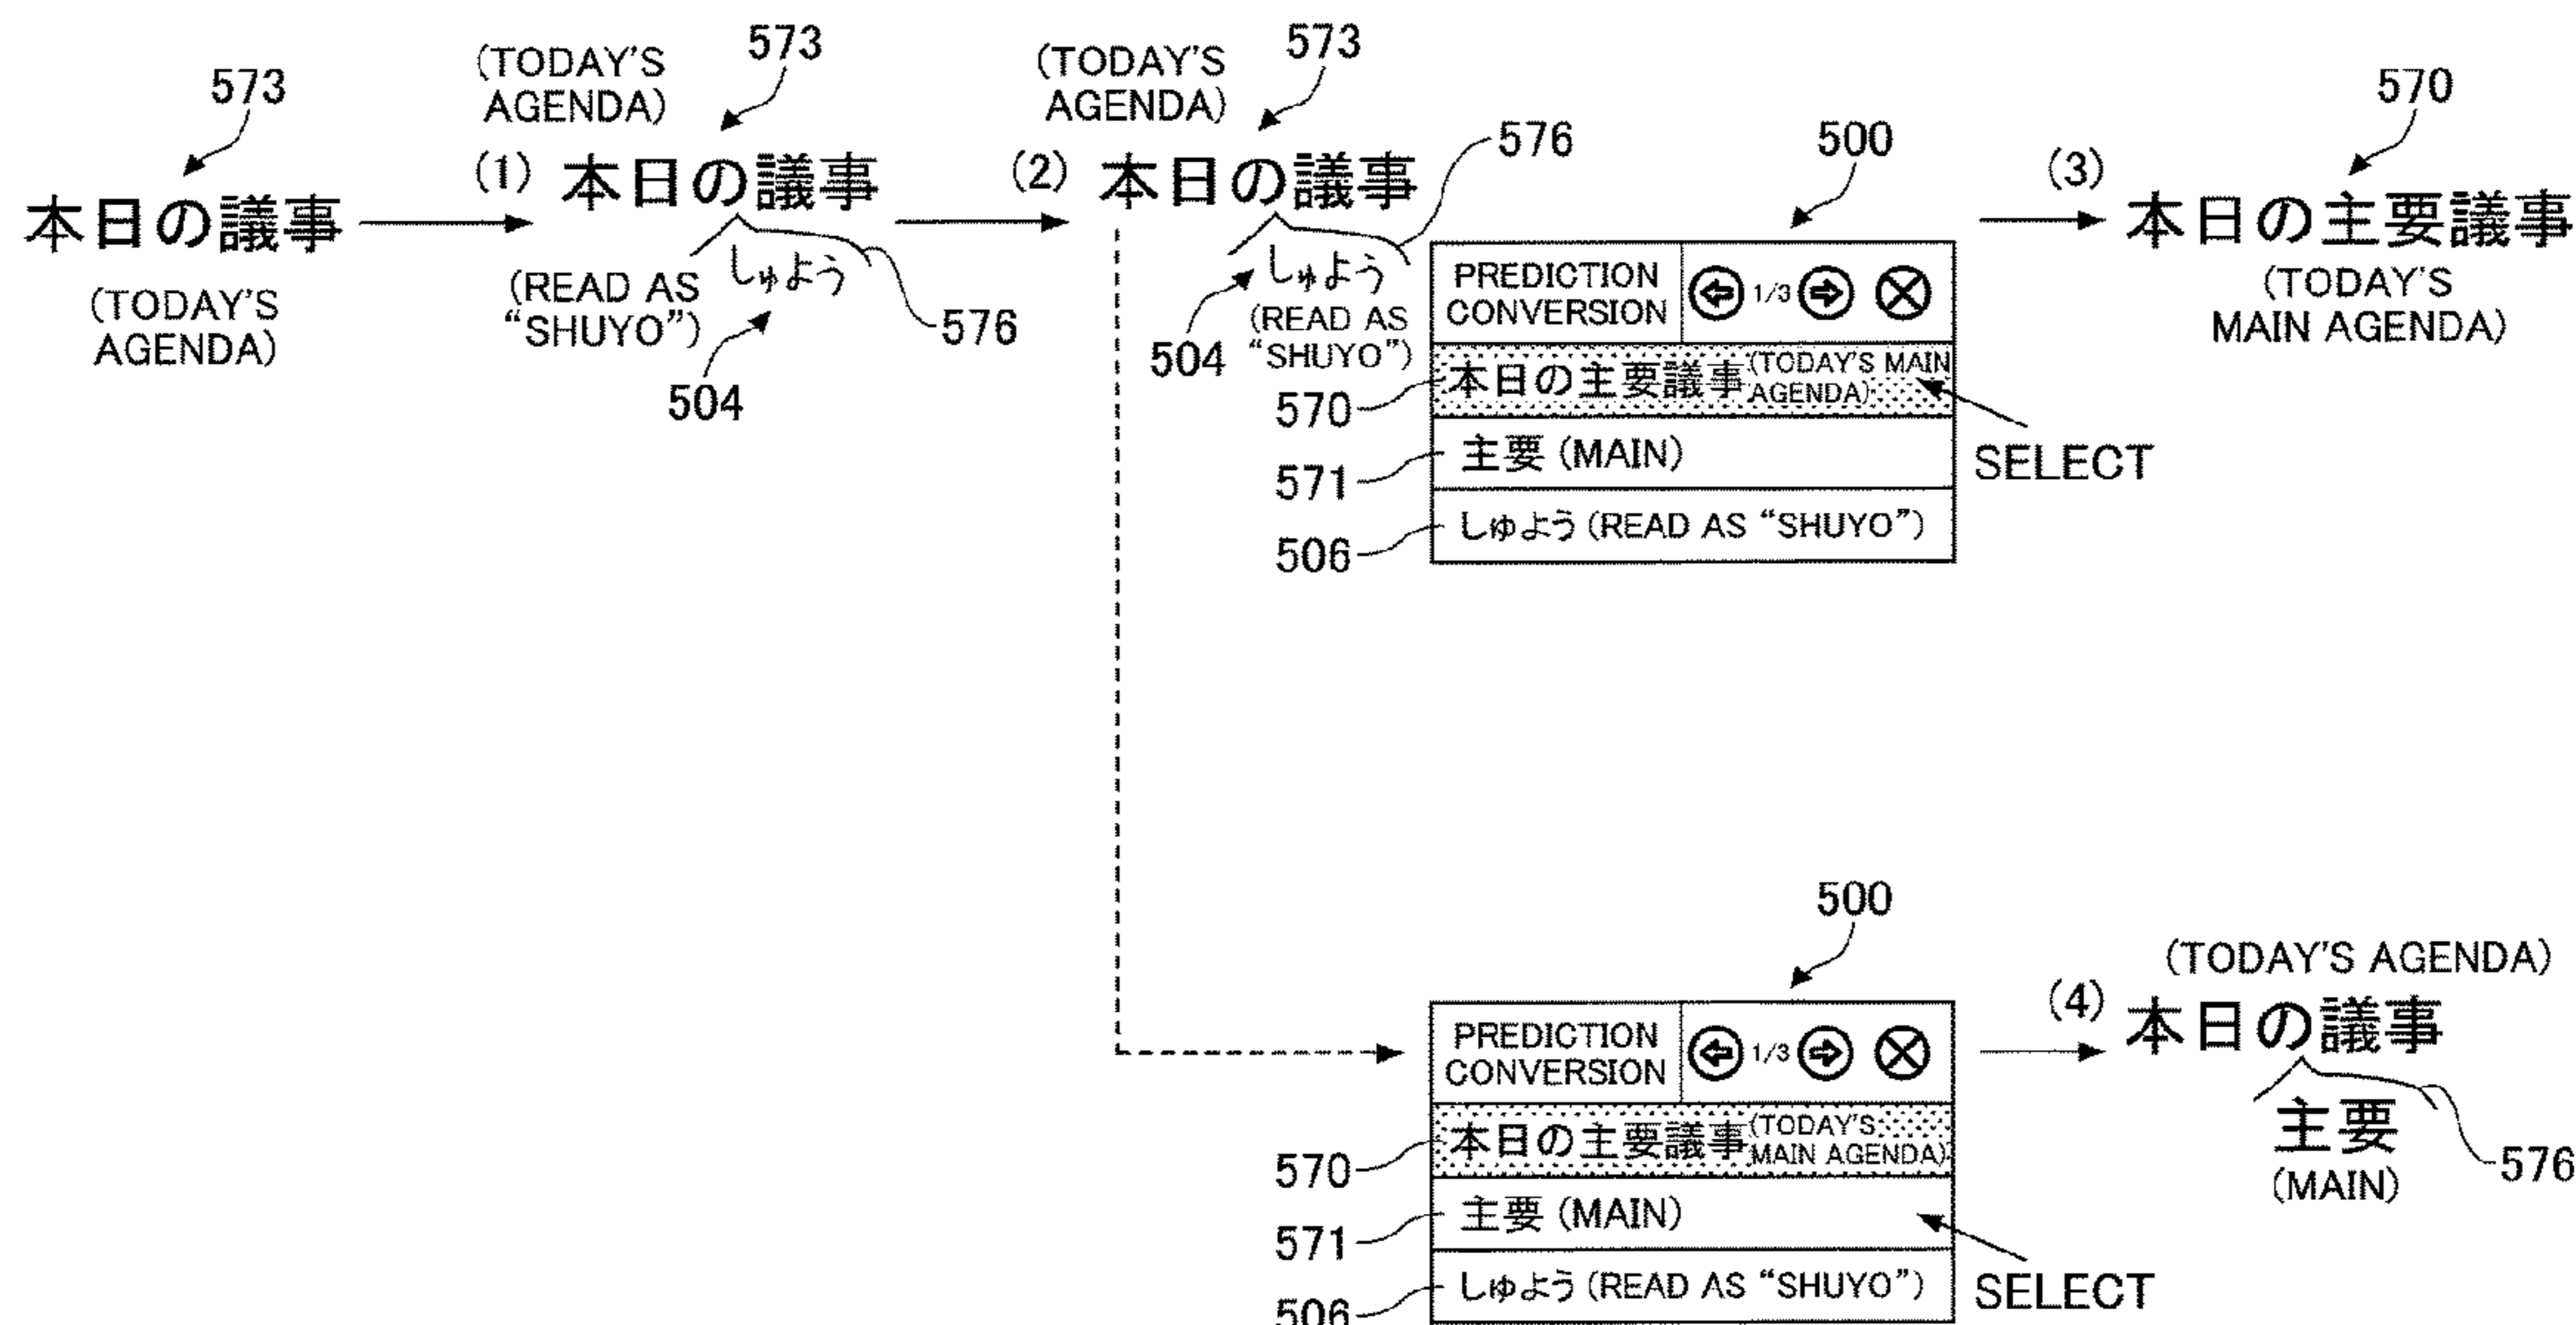 573
本日の議事
(TODAY'S
AGENDA)
(TODAY'S
AGENDA)
573
(1) 本日の議事
しゅよう
(READ AS
“SHUYO”)
576
504
(TODAY'S
AGENDA)
573
(2) 本日の議事
576
しゅよう
(READ AS
“SHUYO”)
504
500
PREDICTION
CONVERSION
1/3
570
本日の主要議事 (TODAY'S MAIN
AGENDA)
571
主要 (MAIN)
506
しゅよう (READ AS “SHUYO”)
SELECT
570
(3) 本日の主要議事
(TODAY'S
MAIN AGENDA)
500
PREDICTION
CONVERSION
1/3
570
本日の主要議事 (TODAY'S
MAIN AGENDA)
571
主要 (MAIN)
506
しゅよう (READ AS “SHUYO”)
SELECT
(TODAY'S AGENDA)
(4) 本日の議事
主要
(MAIN)
576